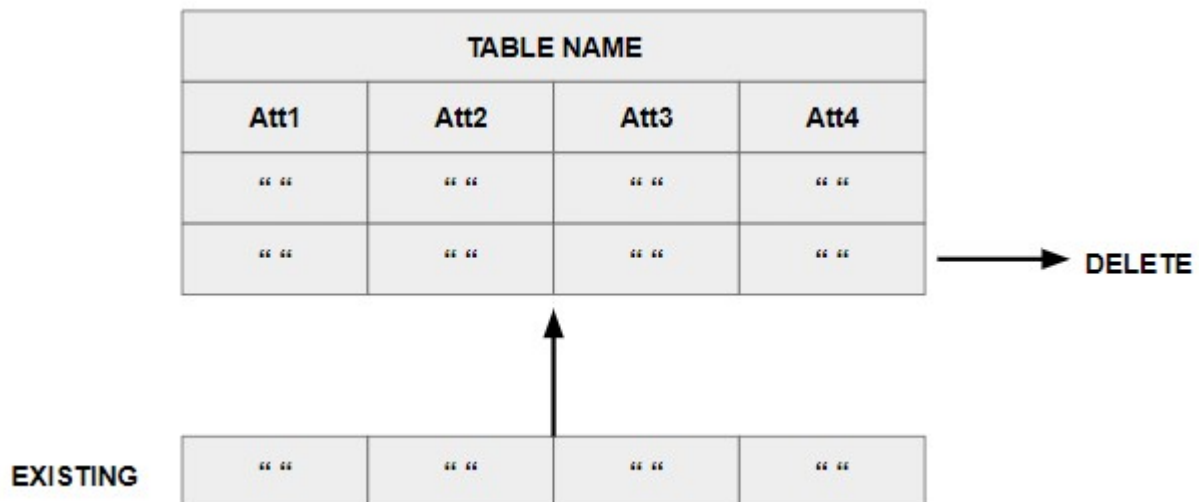 TABLE NAME
Att1 Att2 Att3 Att4
“ “ “ “ “ “ “ “
“ “ “ “ “ “ “ “
DELETE
EXISTING “ “ “ “ “ “ “ “